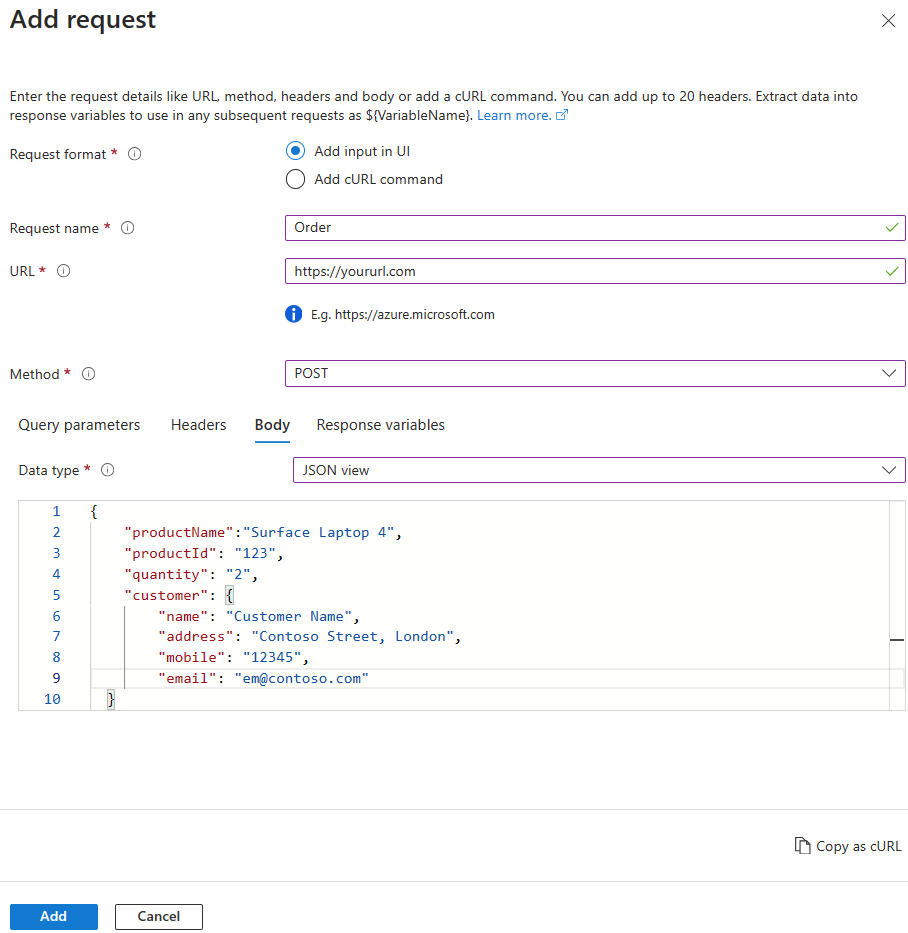 Add request
Enter the request details like URL, method, headers and body or add a cURL command. You can add up to 20 headers. Extract data into
response variables to use in any subsequent requests as ${VariableName}. Learn more.
Request format *
Add input in UI
Add cURL command
Request name *
Order
URL *
https://yoururl.com
E.g. https://azure.microsoft.com
Method *
POST
Query parameters Headers Body Response variables
Data type *
JSON view
1 {
2 "productName":"Surface Laptop 4",
3 "productId": "123",
4 "quantity": "2",
5 "customer": {
6 "name": "Customer Name",
7 "address": "Contoso Street, London",
8 "mobile": "12345",
9 "email": "em@contoso.com"
10 }
Copy as cURL
Add Cancel